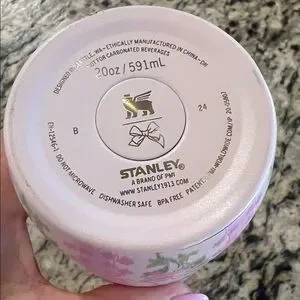 DESIGNED IN SEATTLE, WA • ETHICALLY MANUFACTURED IN CHINA
NOT FOR CARBONATED BEVERAGES
20oz / 591mL
B
24
STANLEY®
A BRAND OF PMI
WWW.STANLEY1913.COM
DO NOT MICROWAVE DISHWASHER SAFE BPA FREE